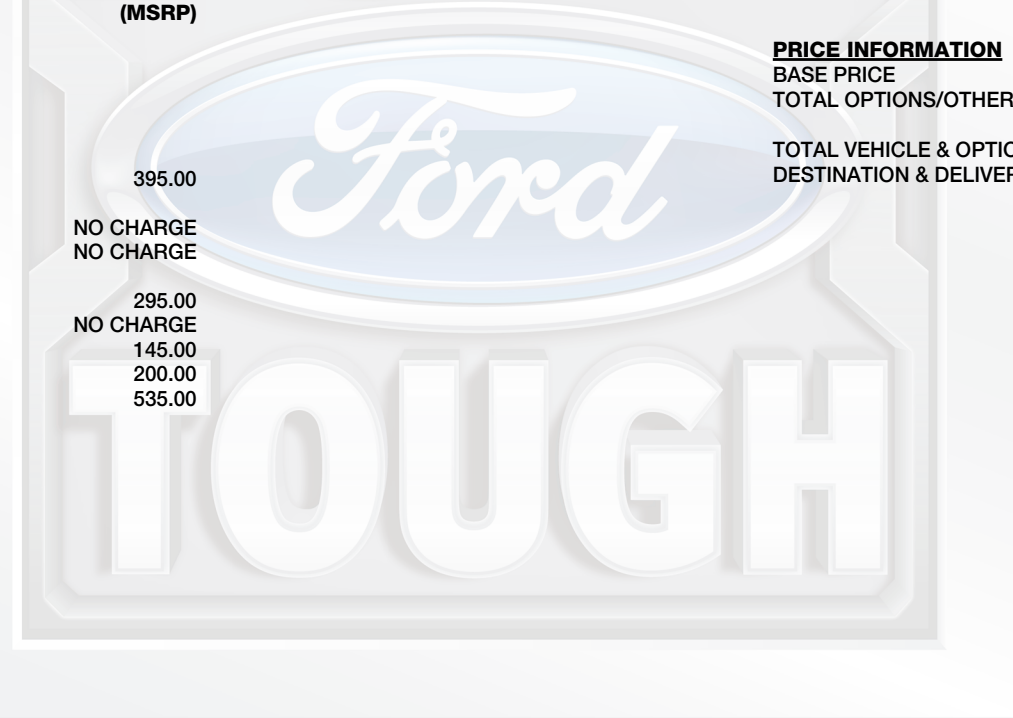 (MSRP)
395.00
NO CHARGE
NO CHARGE
295.00
NO CHARGE
145.00
200.00
535.00
PRICE INFORMATION
BASE PRICE
TOTAL OPTIONS/OTHER
TOTAL VEHICLE & OPTIO
DESTINATION & DELIVER
Ford
TOUGH